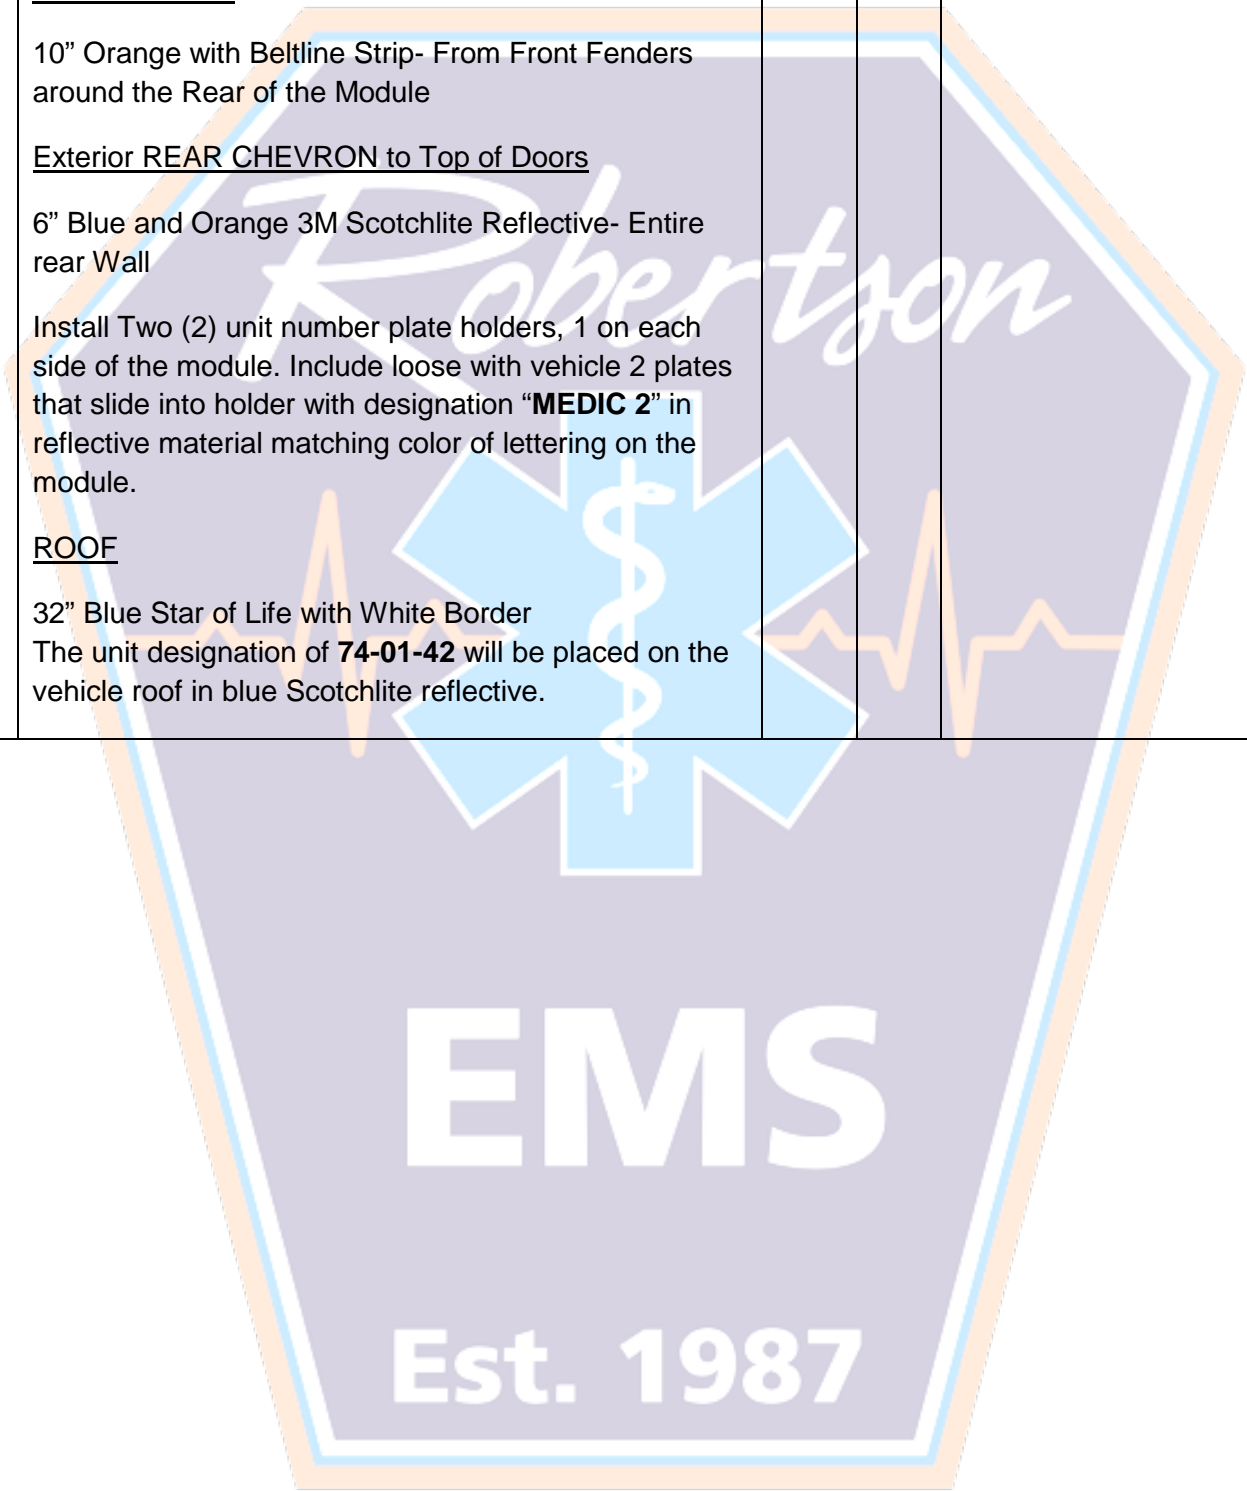 10” Orange with Beltline Strip- From Front Fenders
around the Rear of the Module
Exterior REAR CHEVRON to Top of Doors
6” Blue and Orange 3M Scotchlite Reflective- Entire
rear Wall
Install Two (2) unit number plate holders, 1 on each
side of the module. Include loose with vehicle 2 plates
that slide into holder with designation “MEDIC 2” in
reflective material matching color of lettering on the
module.
ROOF
32” Blue Star of Life with White Border
The unit designation of 74-01-42 will be placed on the
vehicle roof in blue Scotchlite reflective.
Robertson
EMS
Est. 1987